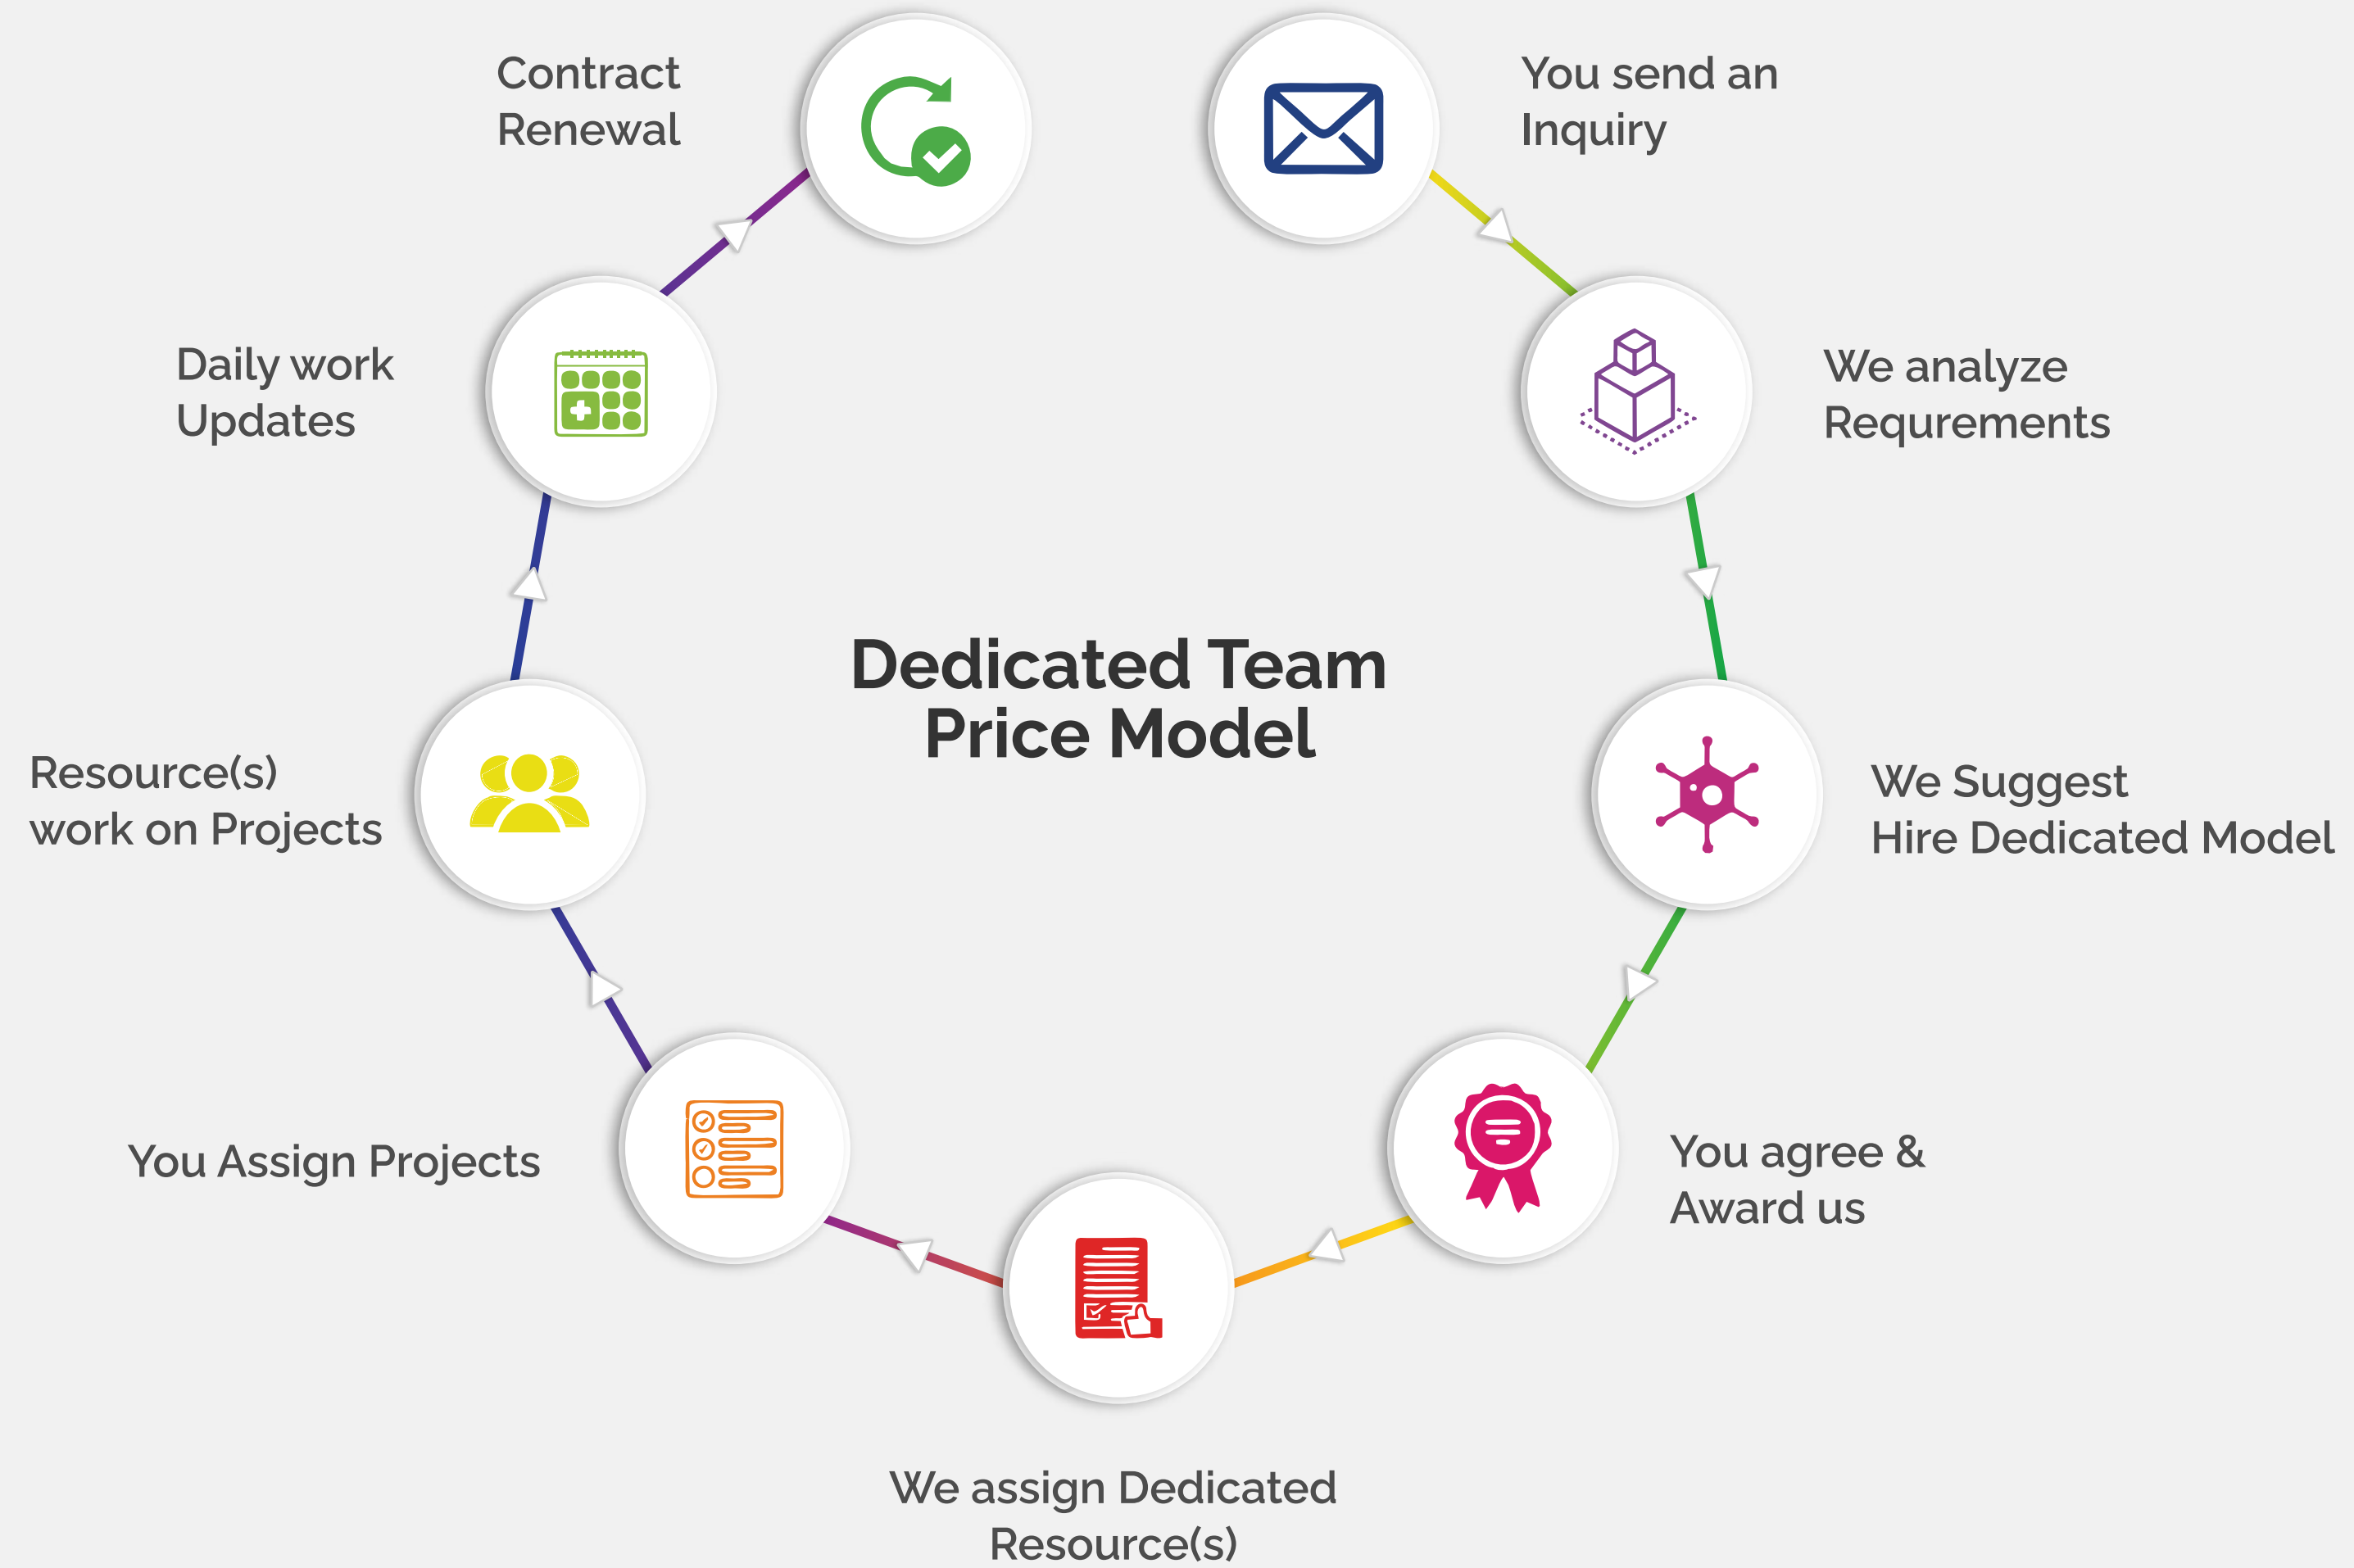 Contract
Renewal
You send an
Inquiry
Daily work
Updates
We analyze
Requrements
Dedicated Team
Price Model
Resource(s)
work on Projects
We Suggest
Hire Dedicated Model
You Assign Projects
You agree &
Award us
We assign Dedicated
Resource(s)